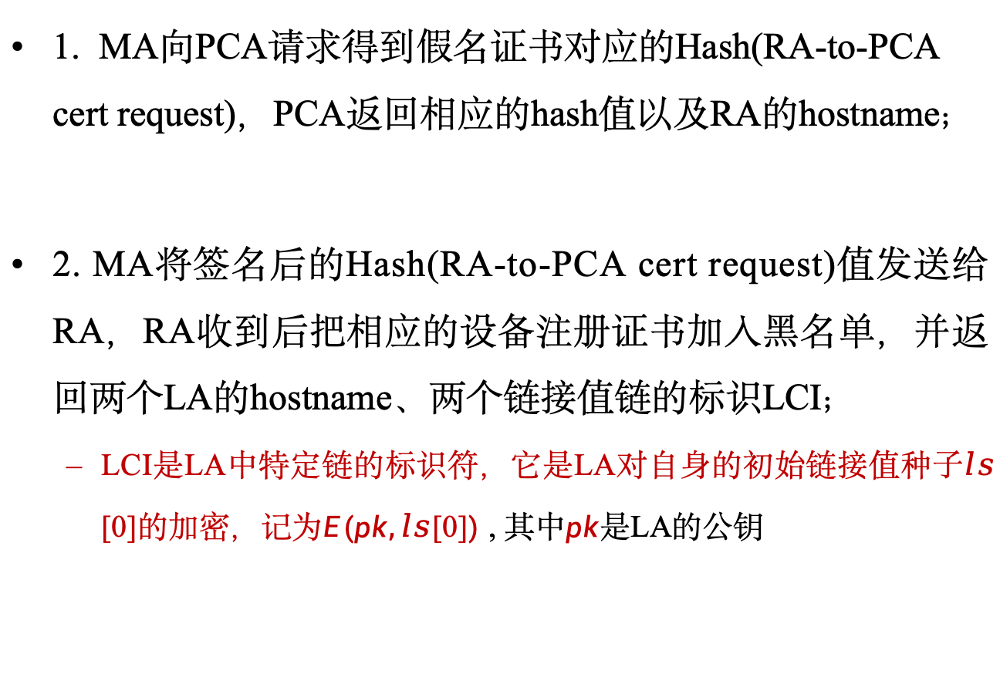 • 1. MA向PCA请求得到假名证书对应的Hash(RA-to-PCA
cert request)，PCA返回相应的hash值以及RA的hostname；
• 2. MA将签名后的Hash(RA-to-PCA cert request)值发送给
RA，RA收到后把相应的设备注册证书加入黑名单，并返
回两个LA的hostname、两个链接值链的标识LCI；
– LCI是LA中特定链的标识符，它是LA对自身的初始链接值种子ls
[0]的加密，记为E(pk,ls[0]) , 其中pk是LA的公钥